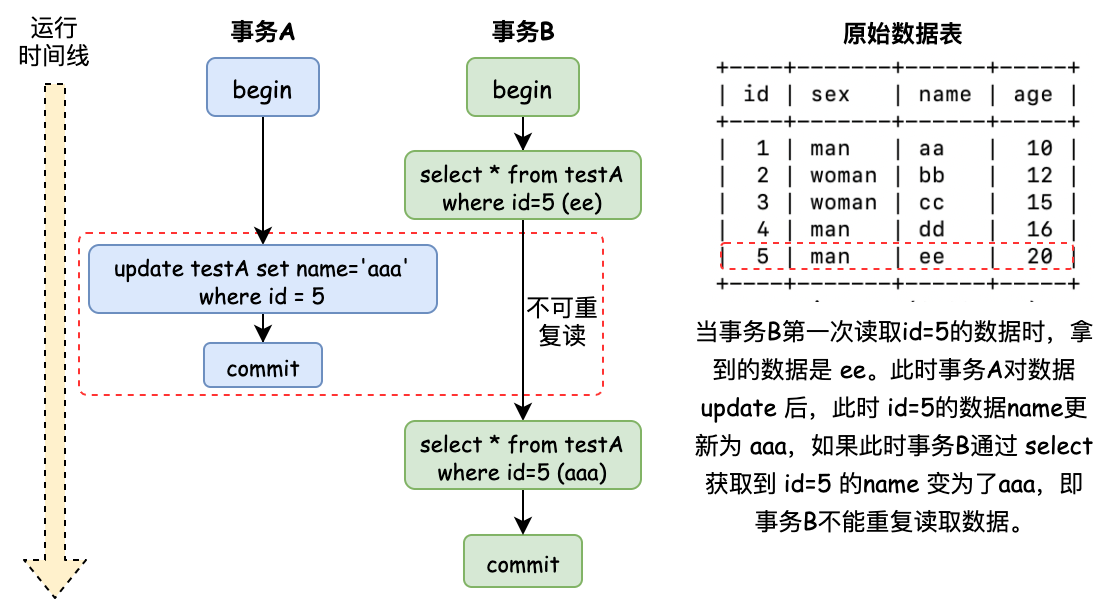 运行
时间线
事务A
begin
update testA set name='aaa'
where id = 5
commit
事务B
begin
select * from testA
where id=5 (ee)
不可重
复读
select * from testA
where id=5 (aaa)
commit
原始数据表
+-----+--------+-------+------+
| id | sex | name | age |
+-----+--------+-------+------+
| 1 | man | aa | 10 |
| 2 | woman | bb | 12 |
| 3 | woman | cc | 15 |
| 4 | man | dd | 16 |
| 5 | man | ee | 20 |
+-----+--------+-------+------+
当事务B第一次读取id=5的数据时，拿
到的数据是 ee。此时事务A对数据
update 后，此时 id=5的数据name更
新为 aaa，如果此时事务B通过 select
获取到 id=5 的name 变为了aaa，即
事务B不能重复读取数据。